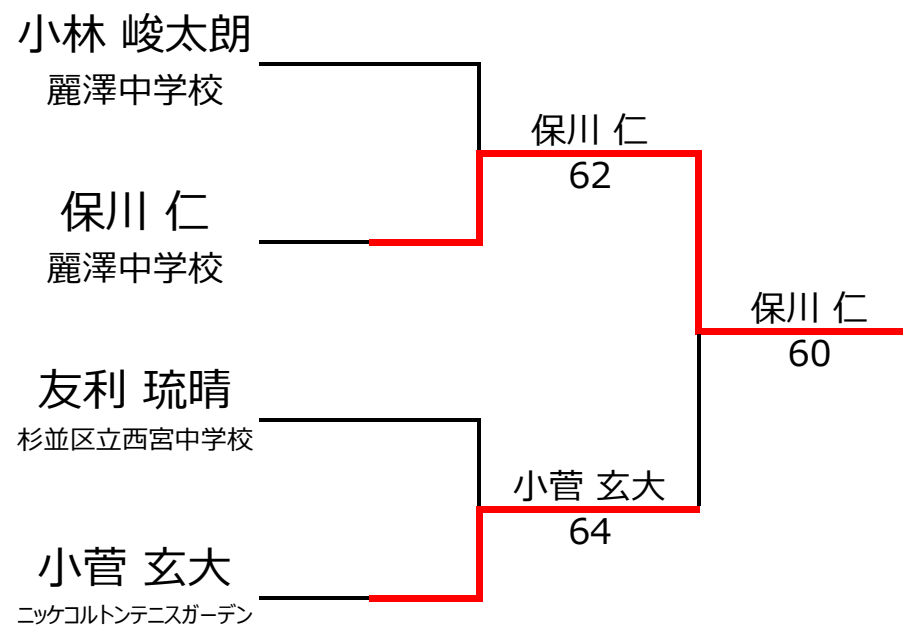 小林 峻太朗
麗澤中学校
保川 仁
62
保川 仁
麗澤中学校
保川 仁
60
友利 琉晴
杉並区立西宮中学校
小菅 玄大
64
小菅 玄大
ニッケコルトンテニスガーデン